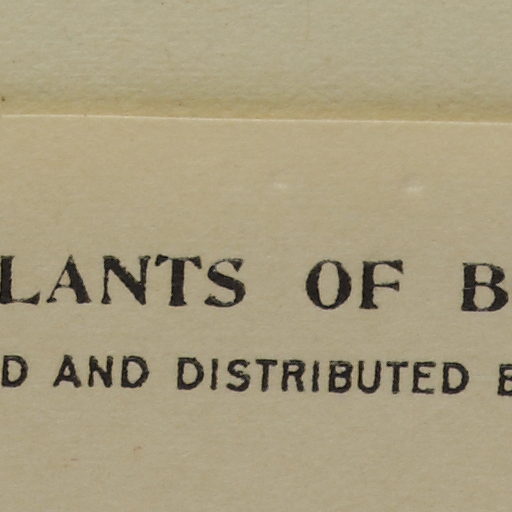 LANTS OF B
D AND DISTRIBUTED B